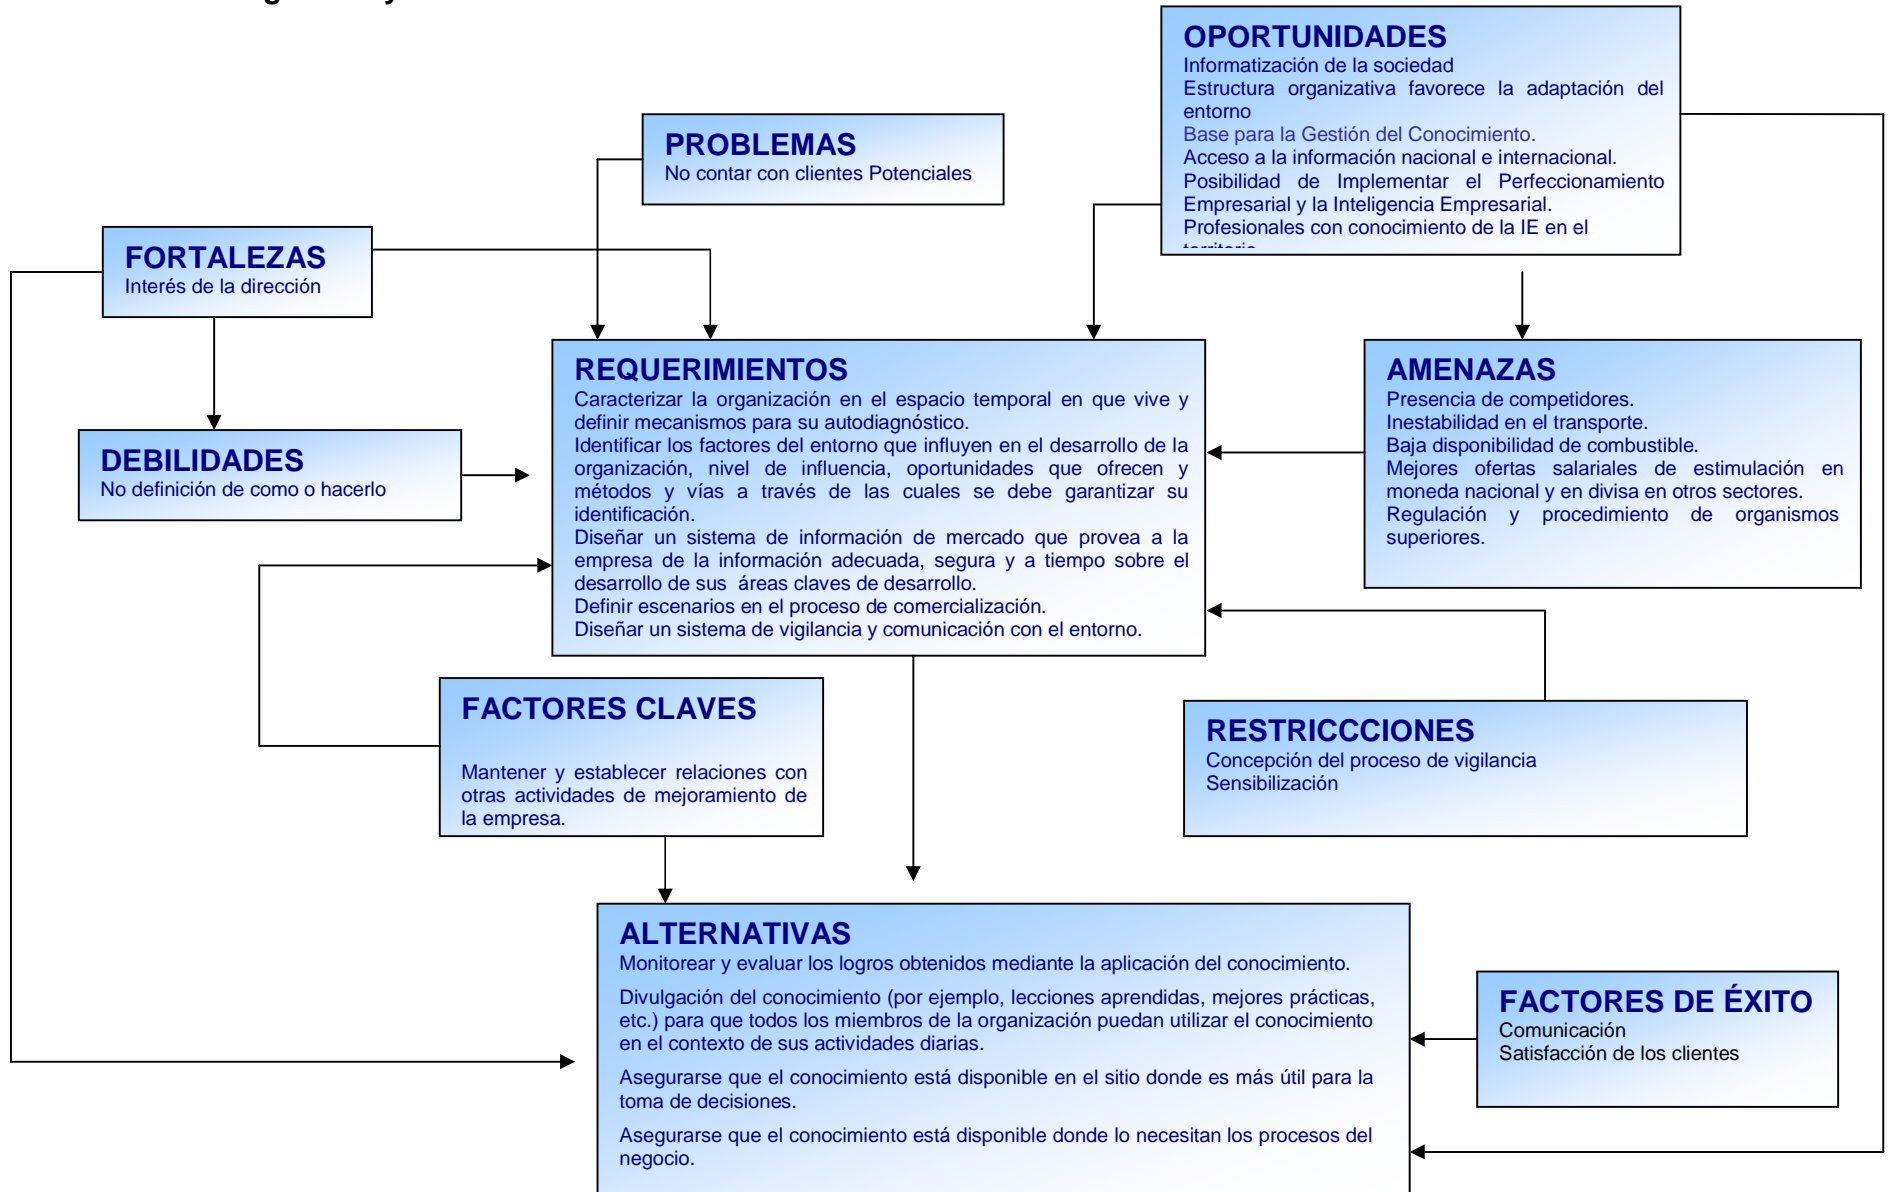 OPORTUNIDADES
Informatización de la sociedad
Estructura organizativa favorece la adaptación del
entorno
Base para la Gestión del Conocimiento.
Acceso a la información nacional e internacional.
Posibilidad de Implementar el Perfeccionamiento
Empresarial y la Inteligencia Empresarial.
Profesionales con conocimiento de la IE en el
PROBLEMAS
No contar con clientes Potenciales
FORTALEZAS
Interés de la dirección
REQUERIMIENTOS
Caracterizar la organización en el espacio temporal en que vive y
definir mecanismos para su autodiagnóstico.
Identificar los factores del entorno que influyen en el desarrollo de la
organización, nivel de influencia, oportunidades que ofrecen y
métodos y vías a través de las cuales se debe garantizar su
identificación.
Diseñar un sistema de información de mercado que provea a la
empresa de la información adecuada, segura y a tiempo sobre el
desarrollo de sus áreas claves de desarrollo.
Definir escenarios en el proceso de comercialización.
Diseñar un sistema de vigilancia y comunicación con el entorno.
AMENAZAS
Presencia de competidores.
Inestabilidad en el transporte.
Baja disponibilidad de combustible.
Mejores ofertas salariales de estimulación en
moneda nacional y en divisa en otros sectores.
Regulación y procedimiento de organismos
superiores.
DEBILIDADES
No definición de como o hacerlo
FACTORES CLAVES
Mantener y establecer relaciones con
otras actividades de mejoramiento de
la empresa.
RESTRICCCIONES
Concepción del proceso de vigilancia
Sensibilización
ALTERNATIVAS
Monitorear y evaluar los logros obtenidos mediante la aplicación del conocimiento.
Divulgación del conocimiento (por ejemplo, lecciones aprendidas, mejores prácticas,
etc.) para que todos los miembros de la organización puedan utilizar el conocimiento
en el contexto de sus actividades diarias.
Asegurarse que el conocimiento está disponible en el sitio donde es más útil para la
toma de decisiones.
Asegurarse que el conocimiento está disponible donde lo necesitan los procesos del
negocio.
FACTORES DE ÉXITO
Comunicación
Satisfacción de los clientes